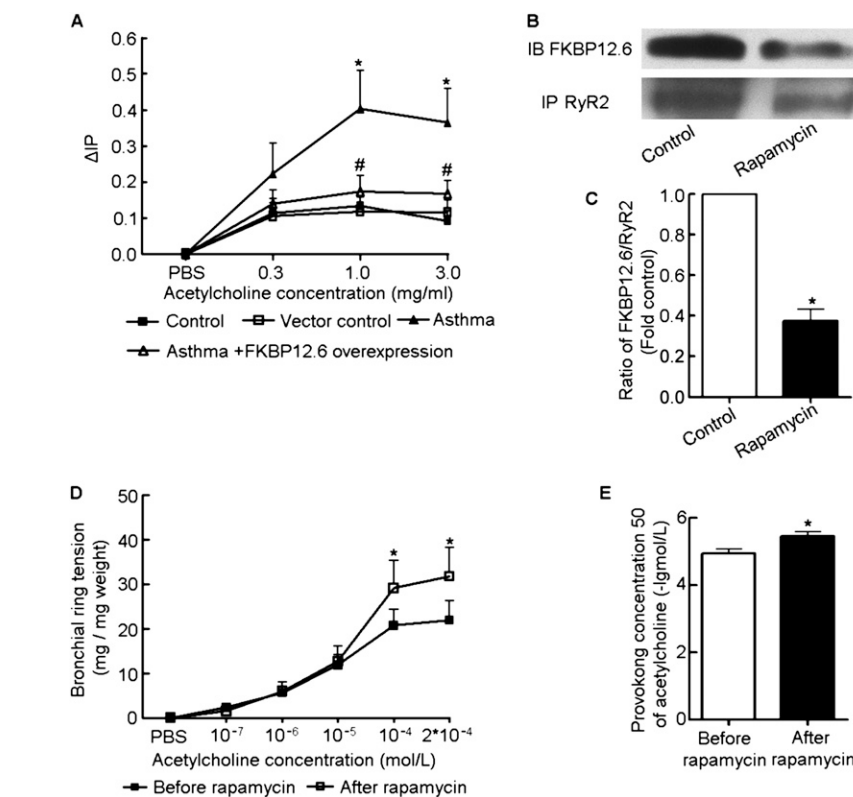 A
0.6
0.5
0.4
0.3
0.2
0.1
0.0
ΔIP
*
*
#
#
PBS 0.3 1.0 3.0
Acetylcholine concentration (mg/ml)
Control Vector control Asthma
Asthma +FKBP12.6 overexpression
B
IB FKBP12.6
IP RyR2
Control Rapamycin
C
1.0
0.8
0.6
0.4
0.2
0.0
Ratio of FKBP12.6/RyR2
(Fold control)
*
Control Rapamycin
D
50
40
30
20
10
0
Bronchial ring tension
(mg / mg weight)
*
*
PBS 10⁻⁷ 10⁻⁶ 10⁻⁵ 10⁻⁴ 2*10⁻⁴
Acetylcholine concentration (mol/L)
Before rapamycin After rapamycin
E
6
4
2
0
Provokong concentration 50
of acetylcholine (-lgmol/L)
*
Before After
rapamycin rapamycin